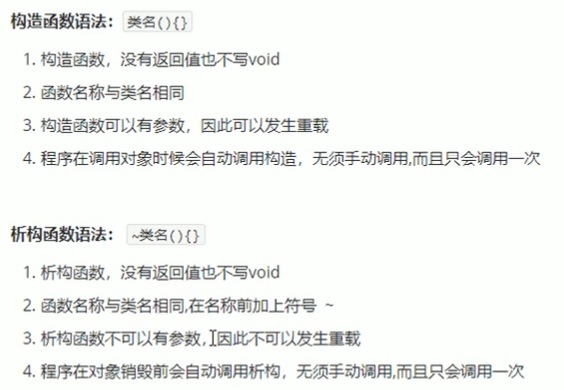 构造函数语法： 类名(){}
1. 构造函数，没有返回值也不写void
2. 函数名称与类名相同
3. 构造函数可以有参数，因此可以发生重载
4. 程序在调用对象时候会自动调用构造，无须手动调用,而且只会调用一次
析构函数语法： ~类名(){}
1. 析构函数，没有返回值也不写void
2. 函数名称与类名相同,在名称前加上符号 ~
3. 析构函数不可以有参数，因此不可以发生重载
4. 程序在对象销毁前会自动调用析构，无须手动调用,而且只会调用一次